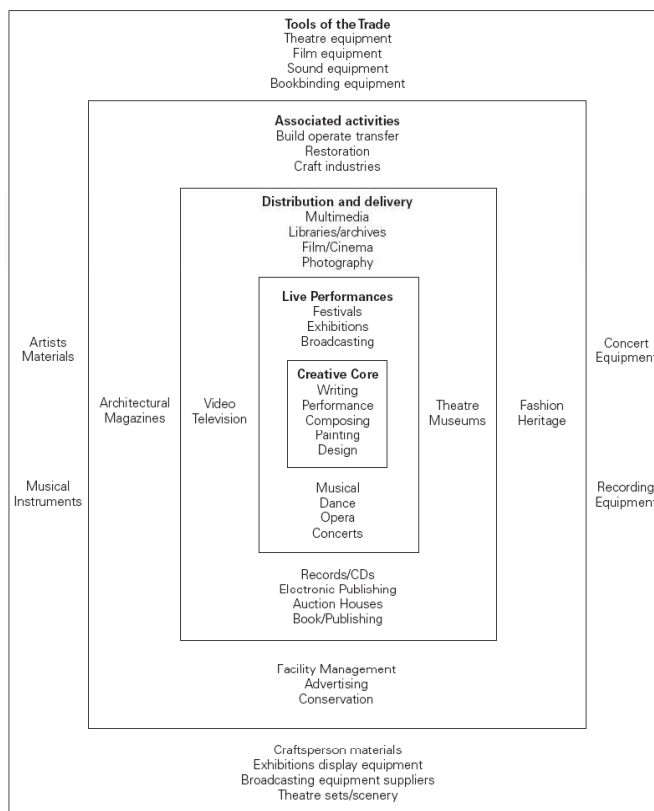 Tools of the Trade
Theatre equipment
Film equipment
Sound equipment
Bookbinding equipment
Associated activities
Build operate transfer
Restoration
Craft industries
Distribution and delivery
Multimedia
Libraries/archives
Film/Cinema
Photography
Live Performances
Festivals
Exhibitions
Broadcasting
Artists
Materials
Concert
Equipment
Creative Core
Writing
Performance
Composing
Painting
Design
Architectural
Magazines
Video
Television
Theatre
Museums
Fashion
Heritage
Musical
Instruments
Recording
Equipment
Musical
Dance
Opera
Concerts
Records/CDs
Electronic Publishing
Auction Houses
Book/Publishing
Facility Management
Advertising
Conservation
Craftsperson materials
Exhibitions display equipment
Broadcasting equipment suppliers
Theatre sets/scenery